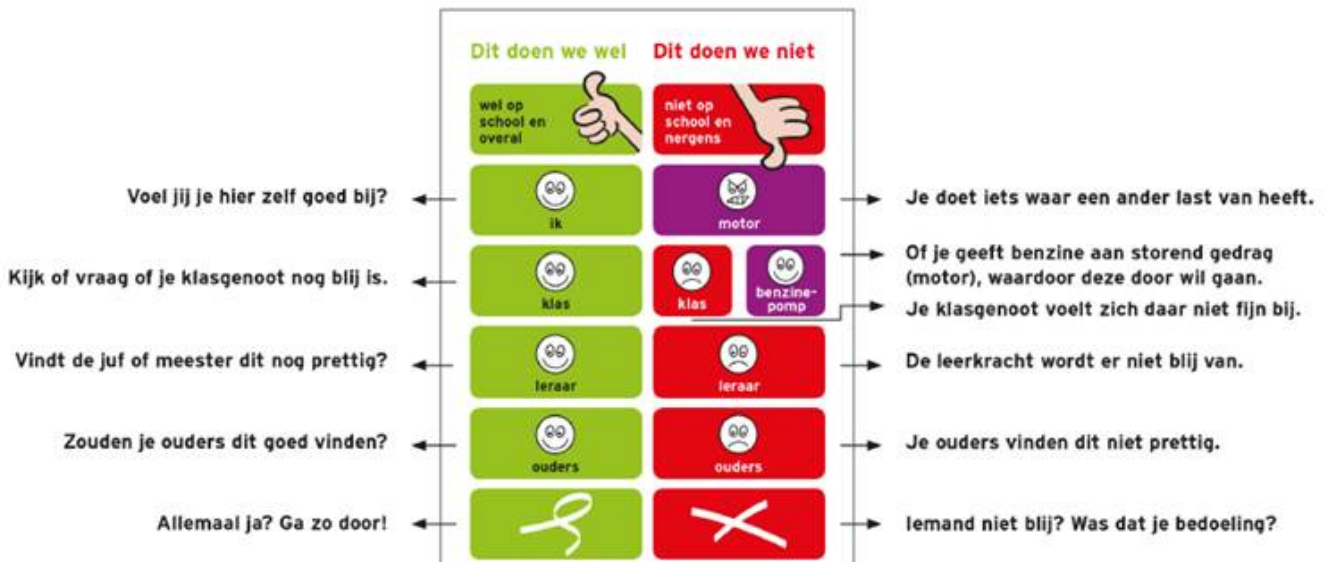 Dit doen we wel
Dit doen we niet
wel op
school en
overal
niet op
school en
nergens
Voel jij je hier zelf goed bij?
ik
motor
Je doet iets waar een ander last van heeft.
Kijk of vraag of je klasgenoot nog blij is.
klas
klas
benzine-
pomp
Of je geeft benzine aan storend gedrag
(motor), waardoor deze door wil gaan.
Je klasgenoot voelt zich daar niet fijn bij.
Vindt de juf of meester dit nog prettig?
leraar
leraar
De leerkracht wordt er niet blij van.
Zouden je ouders dit goed vinden?
ouders
ouders
Je ouders vinden dit niet prettig.
Allemaal ja? Ga zo door!
Iemand niet blij? Was dat je bedoeling?